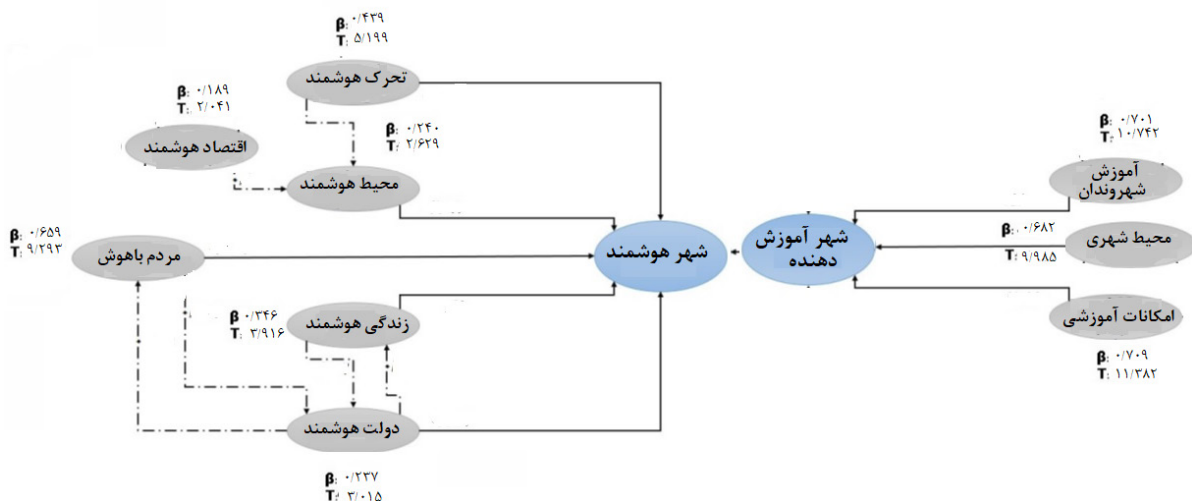 β: ۰/۴۳۹
T: ۵/۱۹۹
تحرک هوشمند
β: ۰/۱۸۹
T: ۲/۰۴۱
اقتصاد هوشمند
β: ۰/۲۴۰
T: ۲/۶۲۹
محیط هوشمند
β: ۰/۷۰۱
T: ۱۰/۷۴۲
آموزش
شهروندان
β: ۰/۶۸۲
T: ۹/۹۸۵
محیط شهری
امکانات آموزشی
β: ۰/۷۰۹
T: ۱۱/۳۸۲
شهر آموزش
دهنده
شهر هوشمند
β: ۰/۶۵۹
T: ۹/۲۹۳
مردم باهوش
β: ۰/۳۴۶
T: ۳/۹۱۶
زندگی هوشمند
دولت هوشمند
β: ۰/۲۳۷
T: ۳/۰۱۵